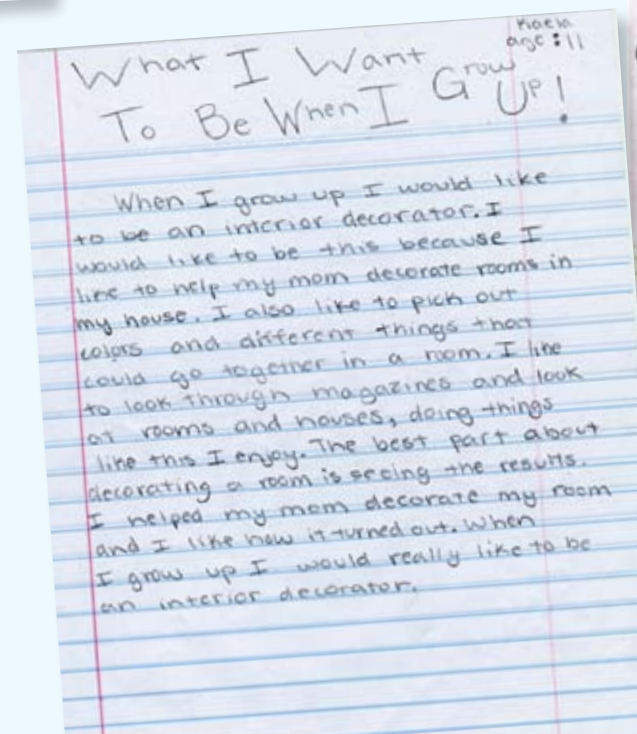 Kaela
age: 11
What I Want
To Be When I Grow
Up!
When I grow up I would like
to be an interior decorator. I
would like to be this because I
like to help my mom decorate rooms in
my house. I also like to pick out
colors and different things that
could go together in a room. I like
to look through magazines and look
at rooms and houses, doing things
like this I enjoy. The best part about
decorating a room is seeing the results.
I helped my mom decorate my room
and I like how it turned out. When
I grow up I would really like to be
an interior decorator.